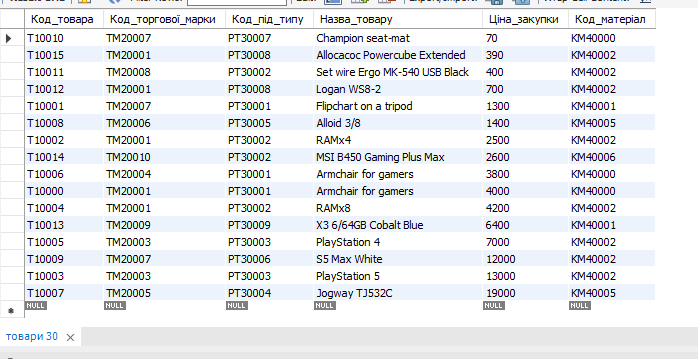 Код_товара Код_торгової_марки Код_під_типу Назва_товару Ціна_закупки Код_матеріал
T10010 TM20007 PT30007 Champion seat-mat 70 KM40000
T10015 TM20001 PT30008 Allocacoc Powercube Extended 390 KM40002
T10011 TM20008 PT30002 Set wire Ergo MK-540 USB Black 400 KM40002
T10012 TM20001 PT30008 Logan WS8-2 700 KM40002
T10001 TM20007 PT30001 Flipchart on a tripod 1300 KM40001
T10008 TM20006 PT30005 Alloid 3/8 1400 KM40005
T10002 TM20001 PT30002 RAMx4 2500 KM40002
T10014 TM20010 PT30002 MSI B450 Gaming Plus Max 2600 KM40006
T10006 TM20004 PT30001 Armchair for gamers 3800 KM40000
T10000 TM20001 PT30001 Armchair for gamers 4000 KM40000
T10004 TM20001 PT30002 RAMx8 4200 KM40002
T10013 TM20009 PT30009 X3 6/64GB Cobalt Blue 6400 KM40001
T10005 TM20003 PT30003 PlayStation 4 7000 KM40002
T10009 TM20007 PT30006 S5 Max White 12000 KM40002
T10003 TM20003 PT30003 PlayStation 5 13000 KM40002
T10007 TM20005 PT30004 Jogway TJ532C 19000 KM40005
NULL NULL NULL NULL NULL NULL
товари 30